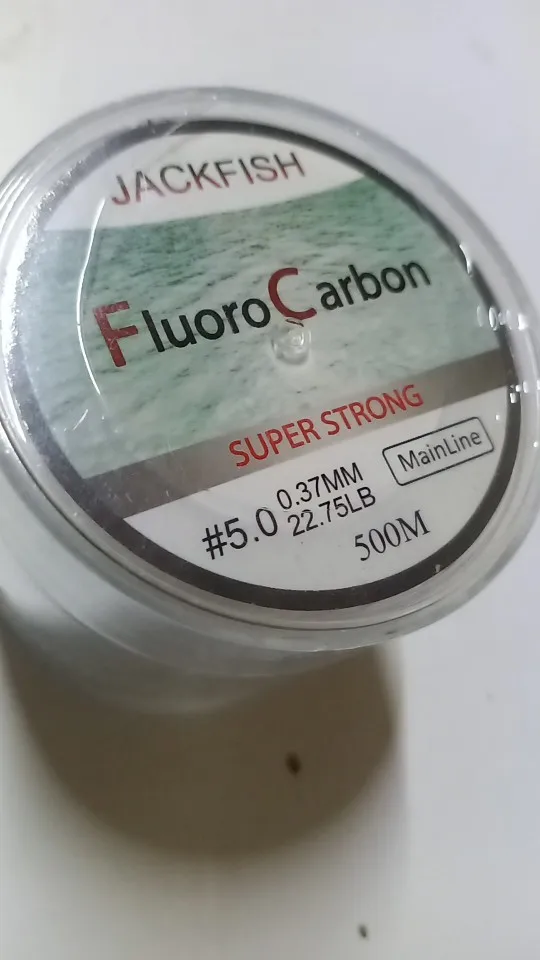 JACKFISH
FluoroCarbon
SUPER STRONG
MainLine
#5.0 0.37MM
22.75LB
500M